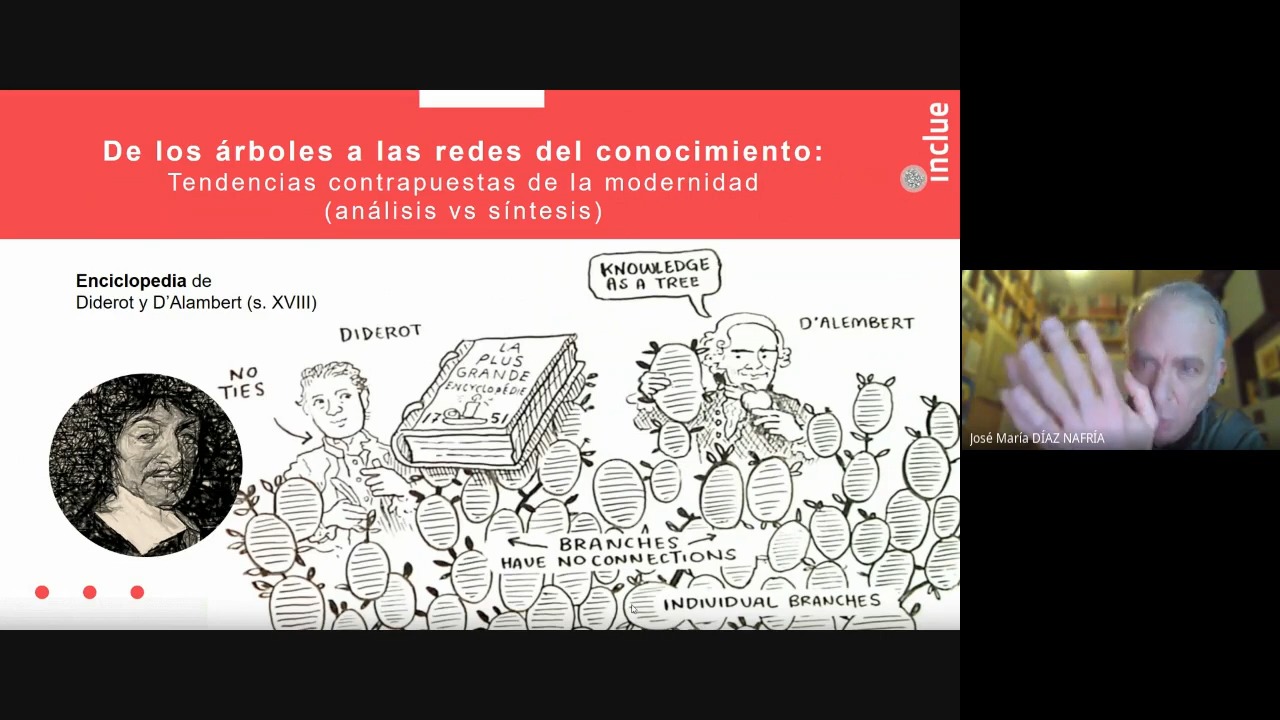 De los árboles a las redes del conocimiento:
Tendencias contrapuestas de la modernidad
(análisis vs síntesis)
inclue
Enciclopedia de
Diderot y D'Alambert (s. XVIII)
KNOWLEDGE
AS A TREE
DIDEROT
D'ALEMBERT
NO
TIES
LA
PLUS
GRANDE
ENCYCLOPÉDIE
1751
BRANCHES
HAVE NO CONNECTIONS
INDIVIDUAL BRANCHES
José María DÍAZ NAFRÍA